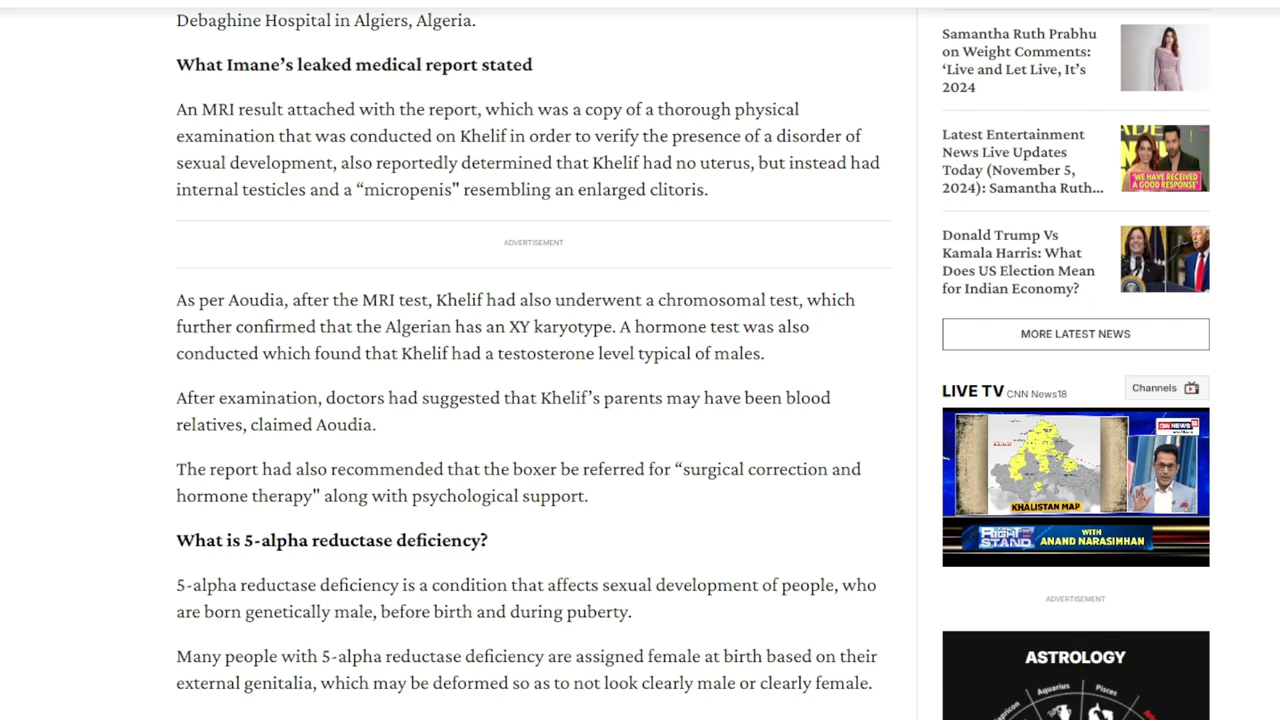 Debaghine Hospital in Algiers, Algeria.
What Imane’s leaked medical report stated
An MRI result attached with the report, which was a copy of a thorough physical
examination that was conducted on Khelif in order to verify the presence of a disorder of
sexual development, also reportedly determined that Khelif had no uterus, but instead had
internal testicles and a “micropenis" resembling an enlarged clitoris.
ADVERTISEMENT
As per Aoudia, after the MRI test, Khelif had also underwent a chromosomal test, which
further confirmed that the Algerian has an XY karyotype. A hormone test was also
conducted which found that Khelif had a testosterone level typical of males.
After examination, doctors had suggested that Khelif’s parents may have been blood
relatives, claimed Aoudia.
The report had also recommended that the boxer be referred for “surgical correction and
hormone therapy" along with psychological support.
What is 5-alpha reductase deficiency?
5-alpha reductase deficiency is a condition that affects sexual development of people, who
are born genetically male, before birth and during puberty.
Many people with 5-alpha reductase deficiency are assigned female at birth based on their
external genitalia, which may be deformed so as to not look clearly male or clearly female.
Samantha Ruth Prabhu
on Weight Comments:
‘Live and Let Live, It’s
2024
Latest Entertainment
News Live Updates
Today (November 5,
2024): Samantha Ruth...
"WE HAVE RECEIVED
A GOOD RESPONSE"
Donald Trump Vs
Kamala Harris: What
Does US Election Mean
for Indian Economy?
MORE LATEST NEWS
LIVE TV CNN News18
Channels
CNN NEWS18
KHALISTAN MAP
RIGHT
STAND
WITH
ANAND NARASIMHAN
ADVERTISEMENT
ASTROLOGY
Aquarius
Pisces